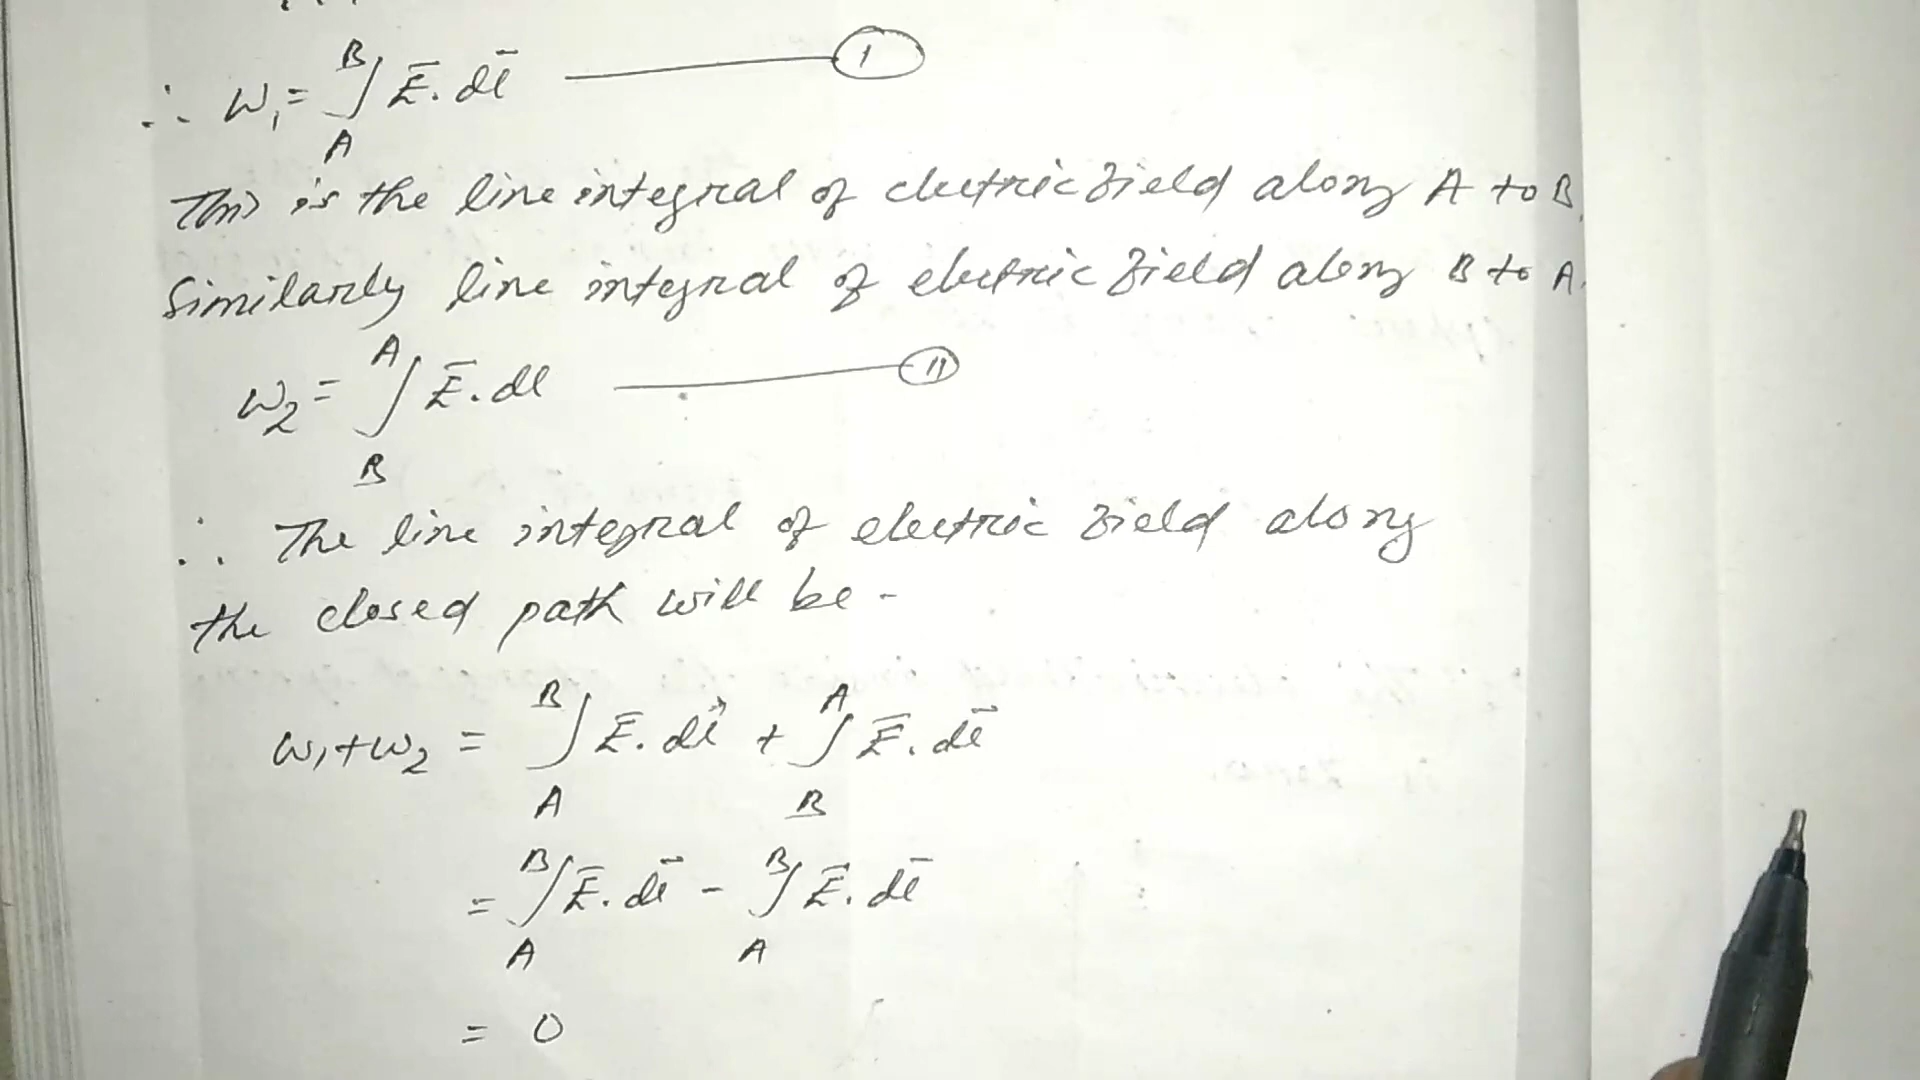 ∴ W₁ = ∫_A^B E̅. dl̅ ——— ①
This is the line integral of electric field along A to B.
Similarly line integral of electric field along B to A.
W₂ = ∫_B^A E̅. dl ——— (II)
∴ The line integral of electric field along
the closed path will be -
W₁+W₂ = ∫_A^B E̅. dl⃗ + ∫_B^A E̅. dl̅
= ∫_A^B E̅. dl̅ - ∫_A^B E̅. dl̅
= 0